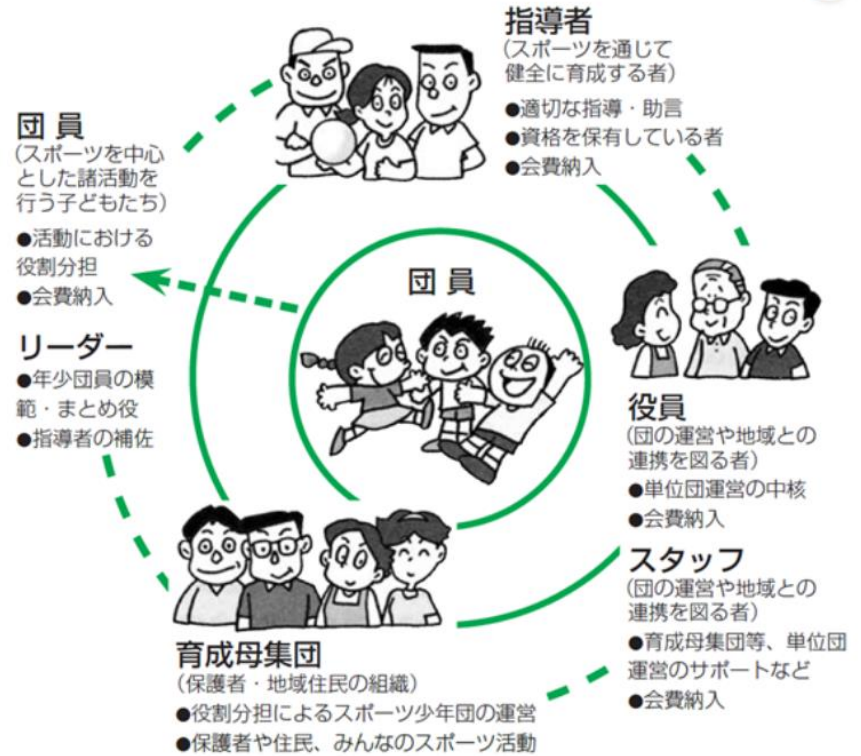 指導者
(スポーツを通じて
健全に育成する者)
●適切な指導・助言
●資格を保有している者
●会費納入
団員
(スポーツを中心
とした諸活動を
行う子どもたち)
●活動における
役割分担
●会費納入
リーダー
●年少団員の模
範・まとめ役
●指導者の補佐
団員
役員
(団の運営や地域との
連携を図る者)
●単位団運営の中核
●会費納入
スタッフ
(団の運営や地域との
連携を図る者)
●育成母集団等、単位団
運営のサポートなど
●会費納入
育成母集団
(保護者・地域住民の組織)
●役割分担によるスポーツ少年団の運営
●保護者や住民、みんなのスポーツ活動